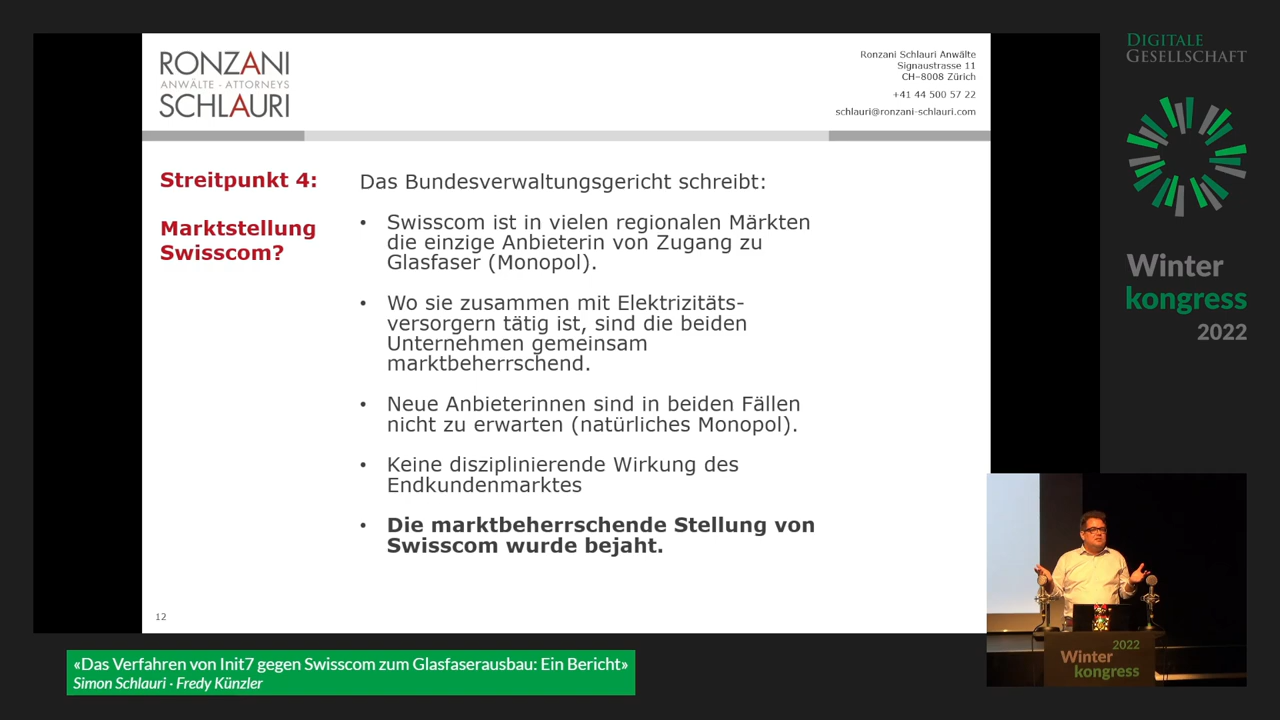 RONZANI
ANWÄLTE · ATTORNEYS
SCHLAURI
Ronzani Schlauri Anwälte
Signaustrasse 11
CH-8008 Zürich
+41 44 500 57 22
schlauri@ronzani-schlauri.com
Streitpunkt 4:
Marktstellung
Swisscom?
Das Bundesverwaltungsgericht schreibt:
• Swisscom ist in vielen regionalen Märkten
die einzige Anbieterin von Zugang zu
Glasfaser (Monopol).
• Wo sie zusammen mit Elektrizitäts-
versorgern tätig ist, sind die beiden
Unternehmen gemeinsam
marktbeherrschend.
• Neue Anbieterinnen sind in beiden Fällen
nicht zu erwarten (natürliches Monopol).
• Keine disziplinierende Wirkung des
Endkundenmarktes
• Die marktbeherrschende Stellung von
Swisscom wurde bejaht.
12
DIGITALE
GESELLSCHAFT
Winter
kongress
2022
2022
Winter
kongress
«Das Verfahren von Init7 gegen Swisscom zum Glasfaserausbau: Ein Bericht»
Simon Schlauri · Fredy Künzler